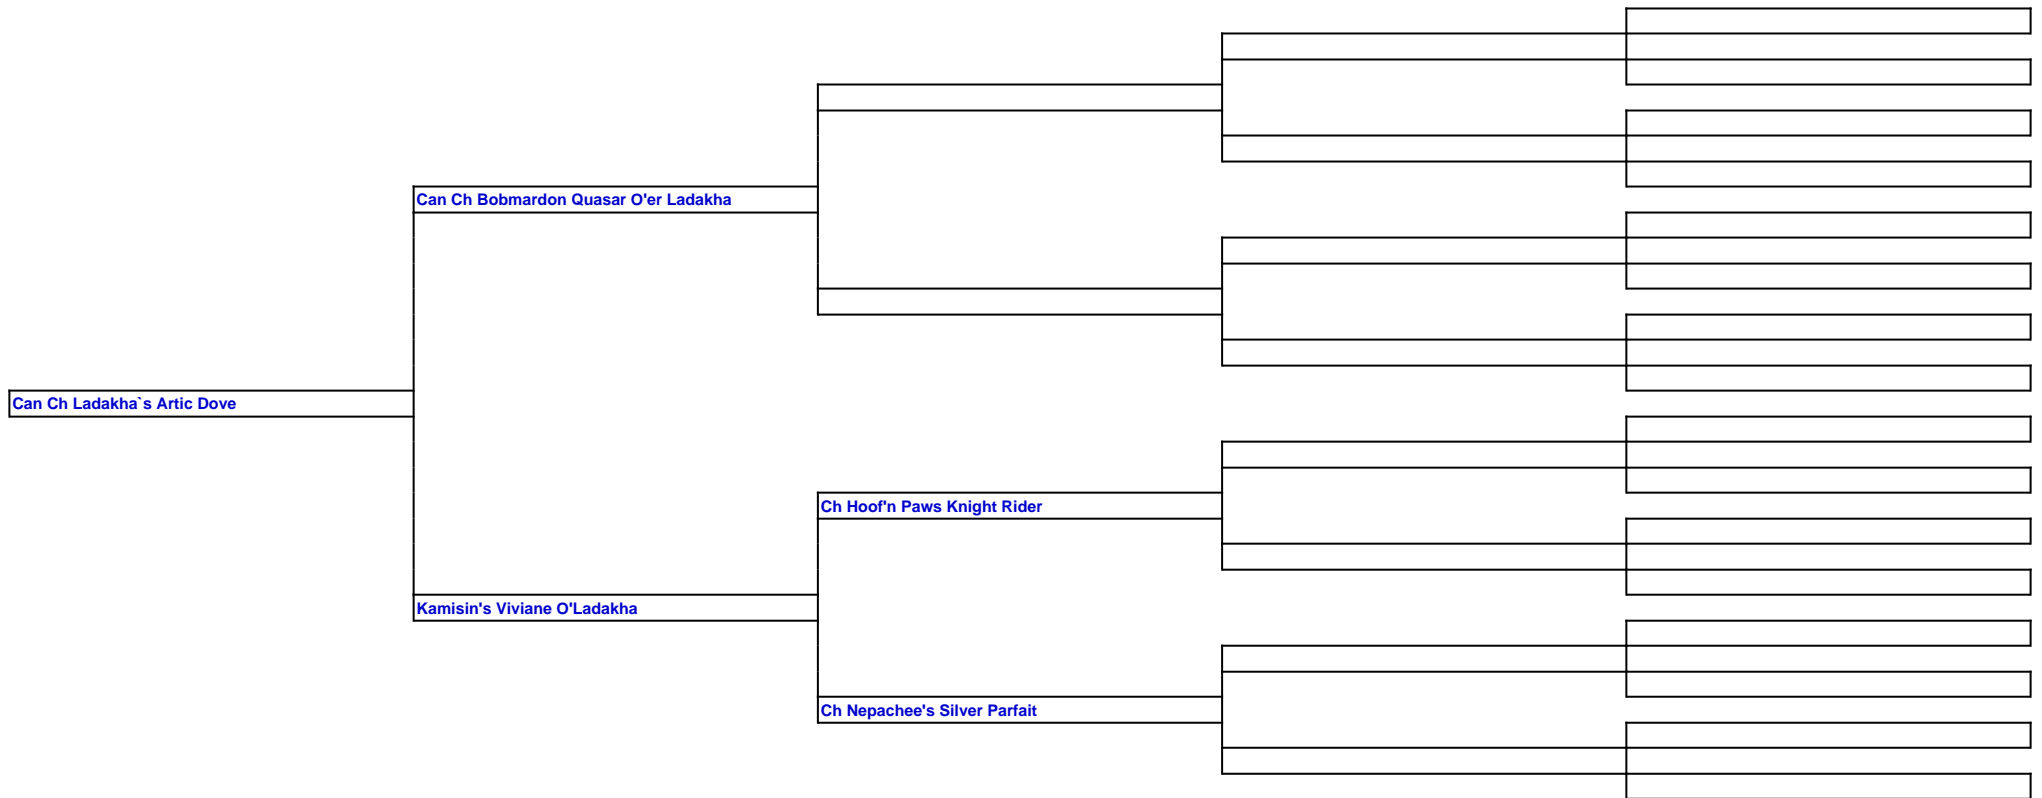 Can Ch Bobmardon Quasar O'er Ladakha
Can Ch Ladakha`s Artic Dove
Ch Hoof'n Paws Knight Rider
Kamisin's Viviane O'Ladakha
Ch Nepachee's Silver Parfait